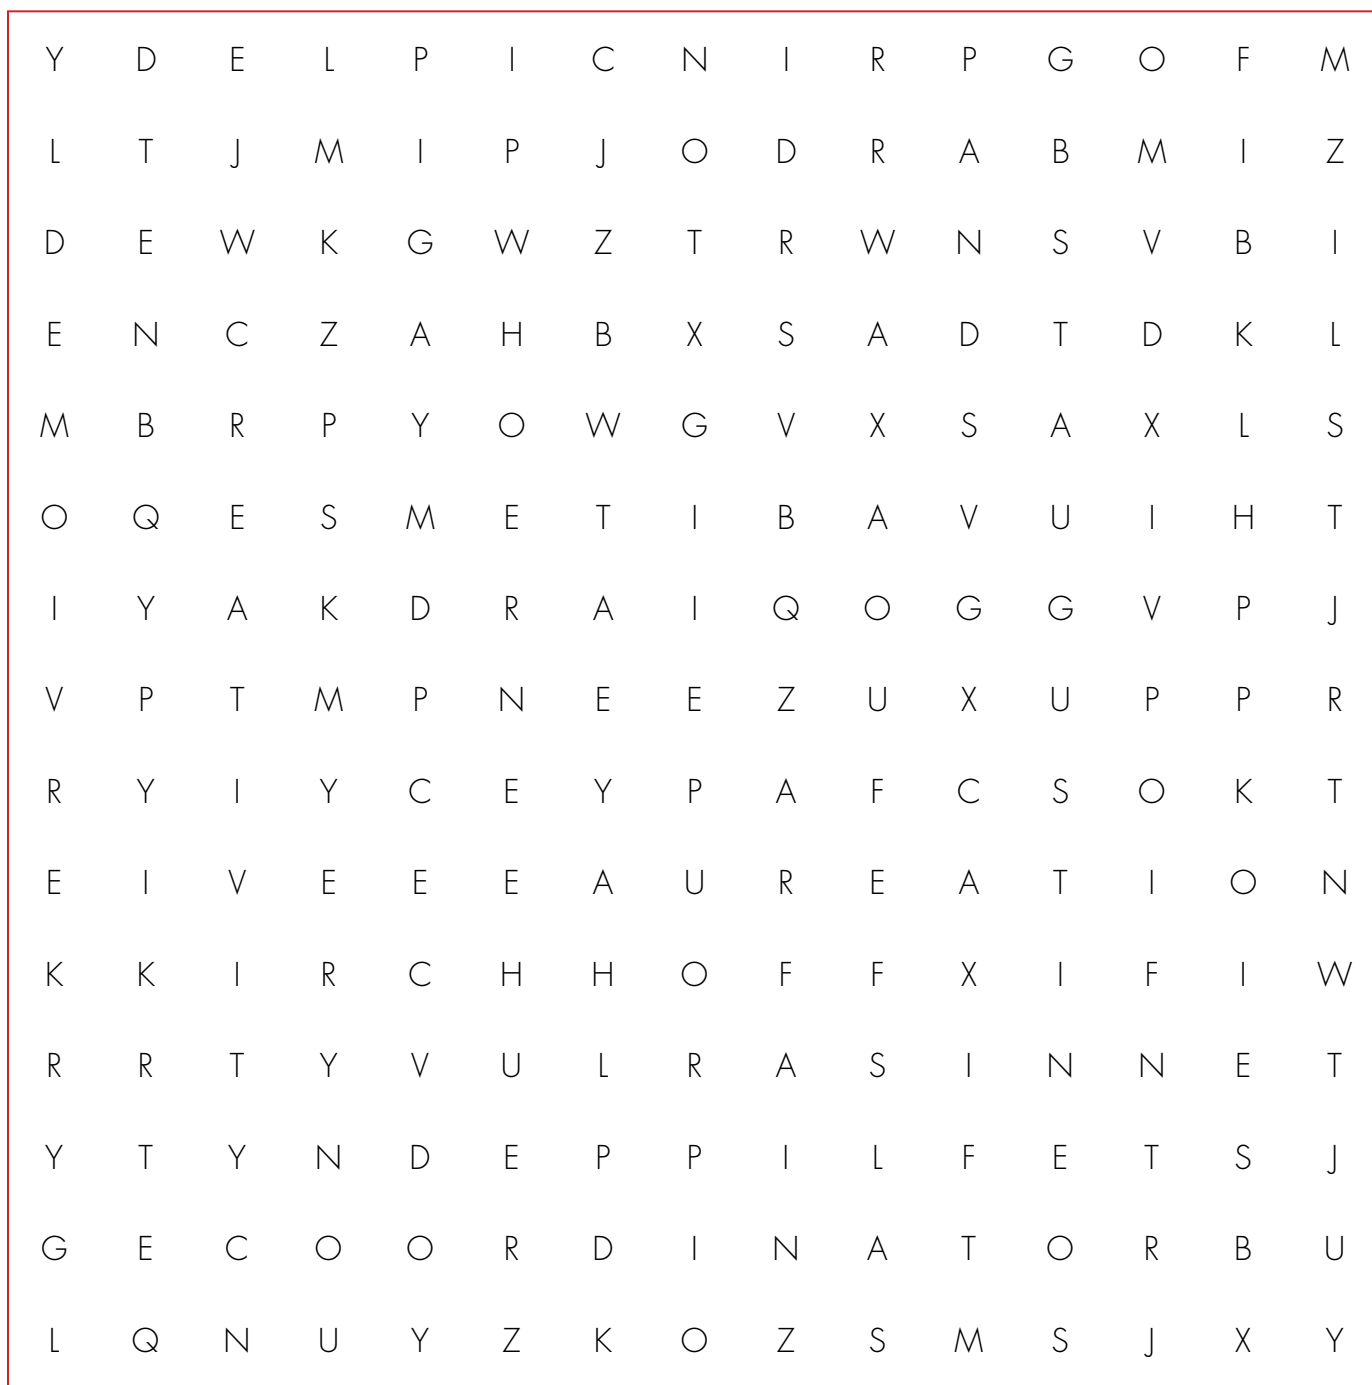 Y D E L P I C N I R P G O F M
L T J M I P J O D R A B M I Z
D E W K G W Z T R W N S V B I
E N C Z A H B X S A D T D K L
M B R P Y O W G V X S A X L S
O Q E S M E T I B A V U I H T
I Y A K D R A I Q O G G V P J
V P T M P N E E Z U X U P P R
R Y I Y C E Y P A F C S O K T
E I V E E E A U R E A T I O N
K K I R C H H O F F X I F I W
R R T Y V U L R A S I N N E T
Y T Y N D E P P I L F E T S J
G E C O O R D I N A T O R B U
L Q N U Y Z K O Z S M S J X Y